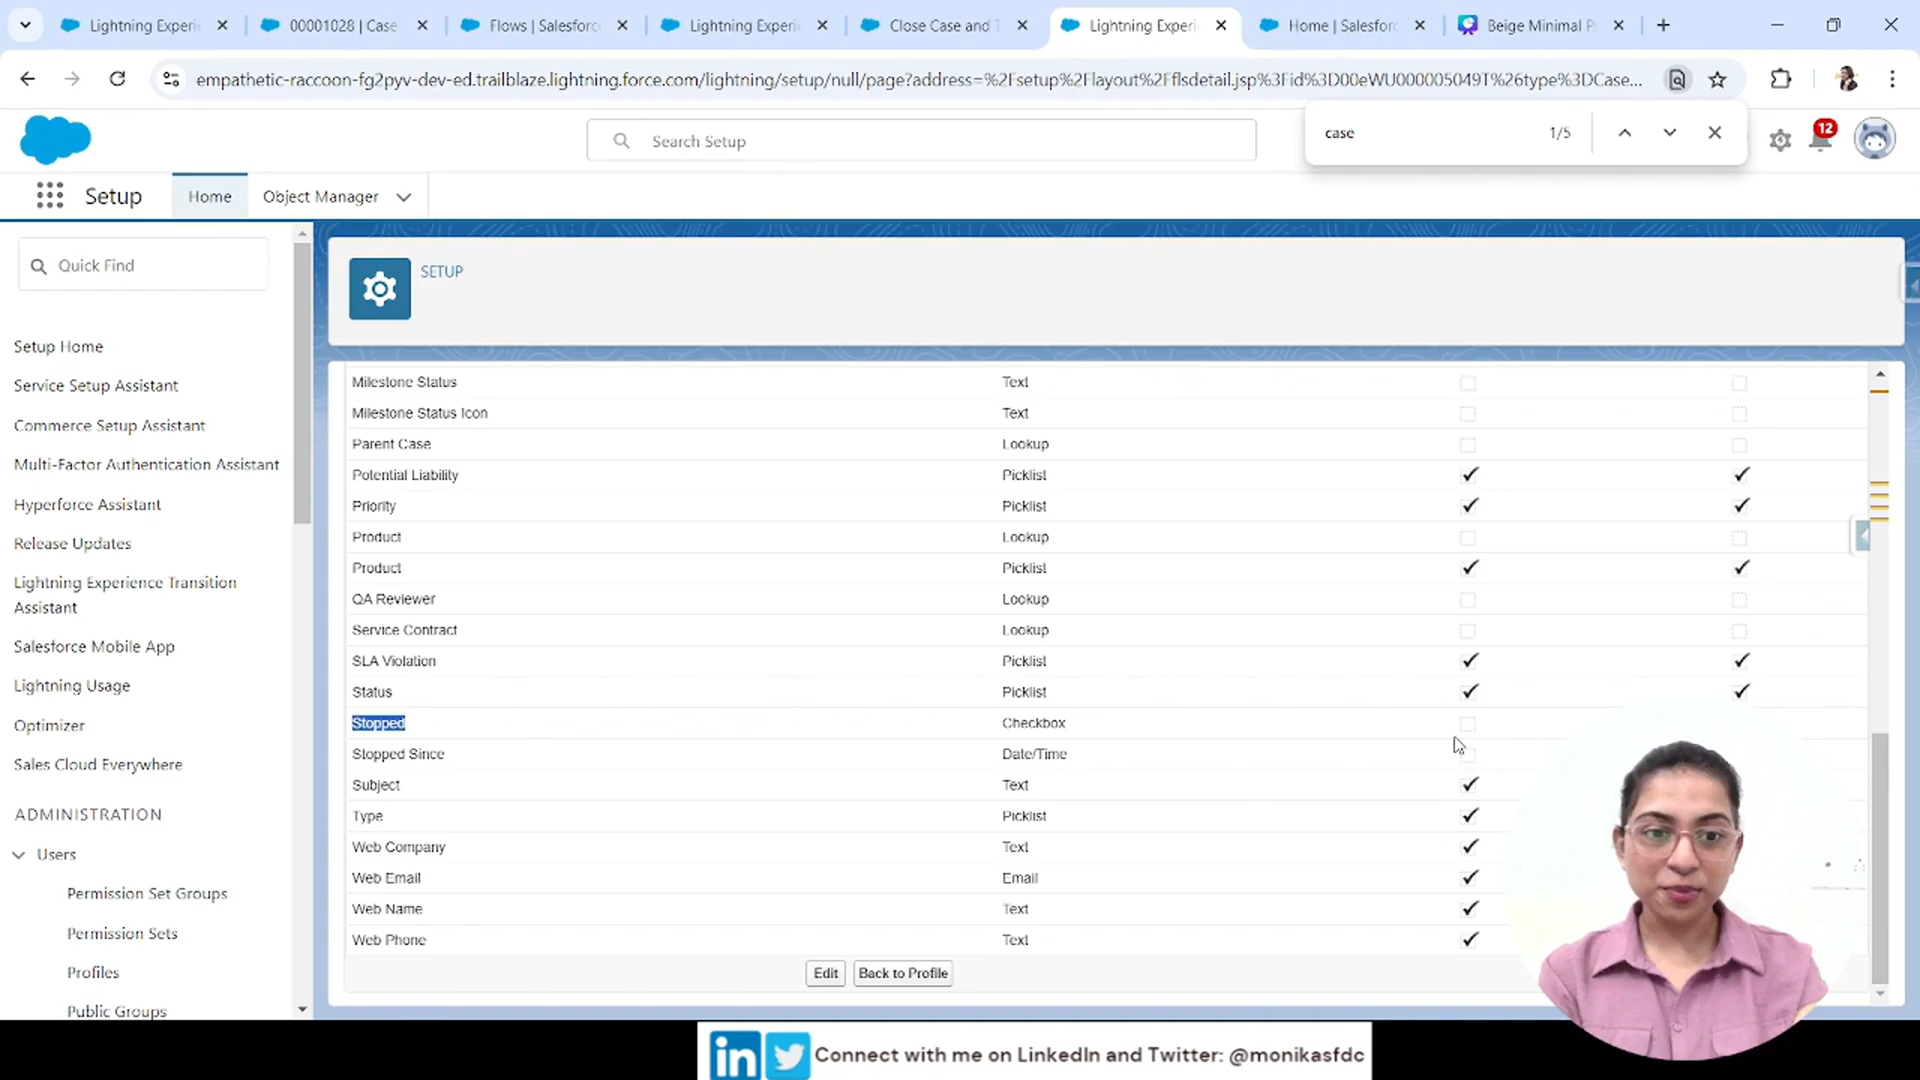 Lightning Experie
00001028 | Case
Flows | Salesforc
Lightning Experie
Close Case and T
Lightning Experie
Home | Salesforc
Beige Minimal P
empathetic-raccoon-fg2pyv-dev-ed.trailblaze.lightning.force.com/lightning/setup/null/page?address=%2Fsetup%2Flayout%2Fflsdetail.jsp%3Fid%3D00eWU000005049T%26type%3DCase...
case 1/5
Search Setup
12
Setup Home Object Manager
Quick Find
SETUP
Setup Home
Service Setup Assistant
Commerce Setup Assistant
Multi-Factor Authentication Assistant
Hyperforce Assistant
Release Updates
Lightning Experience Transition
Assistant
Salesforce Mobile App
Lightning Usage
Optimizer
Sales Cloud Everywhere
ADMINISTRATION
Users
Permission Set Groups
Permission Sets
Profiles
Public Groups
Milestone Status Text
Milestone Status Icon Text
Parent Case Lookup
Potential Liability Picklist
Priority Picklist
Product Lookup
Product Picklist
QA Reviewer Lookup
Service Contract Lookup
SLA Violation Picklist
Status Picklist
Stopped Checkbox
Stopped Since Date/Time
Subject Text
Type Picklist
Web Company Text
Web Email Email
Web Name Text
Web Phone Text
Edit Back to Profile
in Connect with me on LinkedIn and Twitter: @monikasfdc